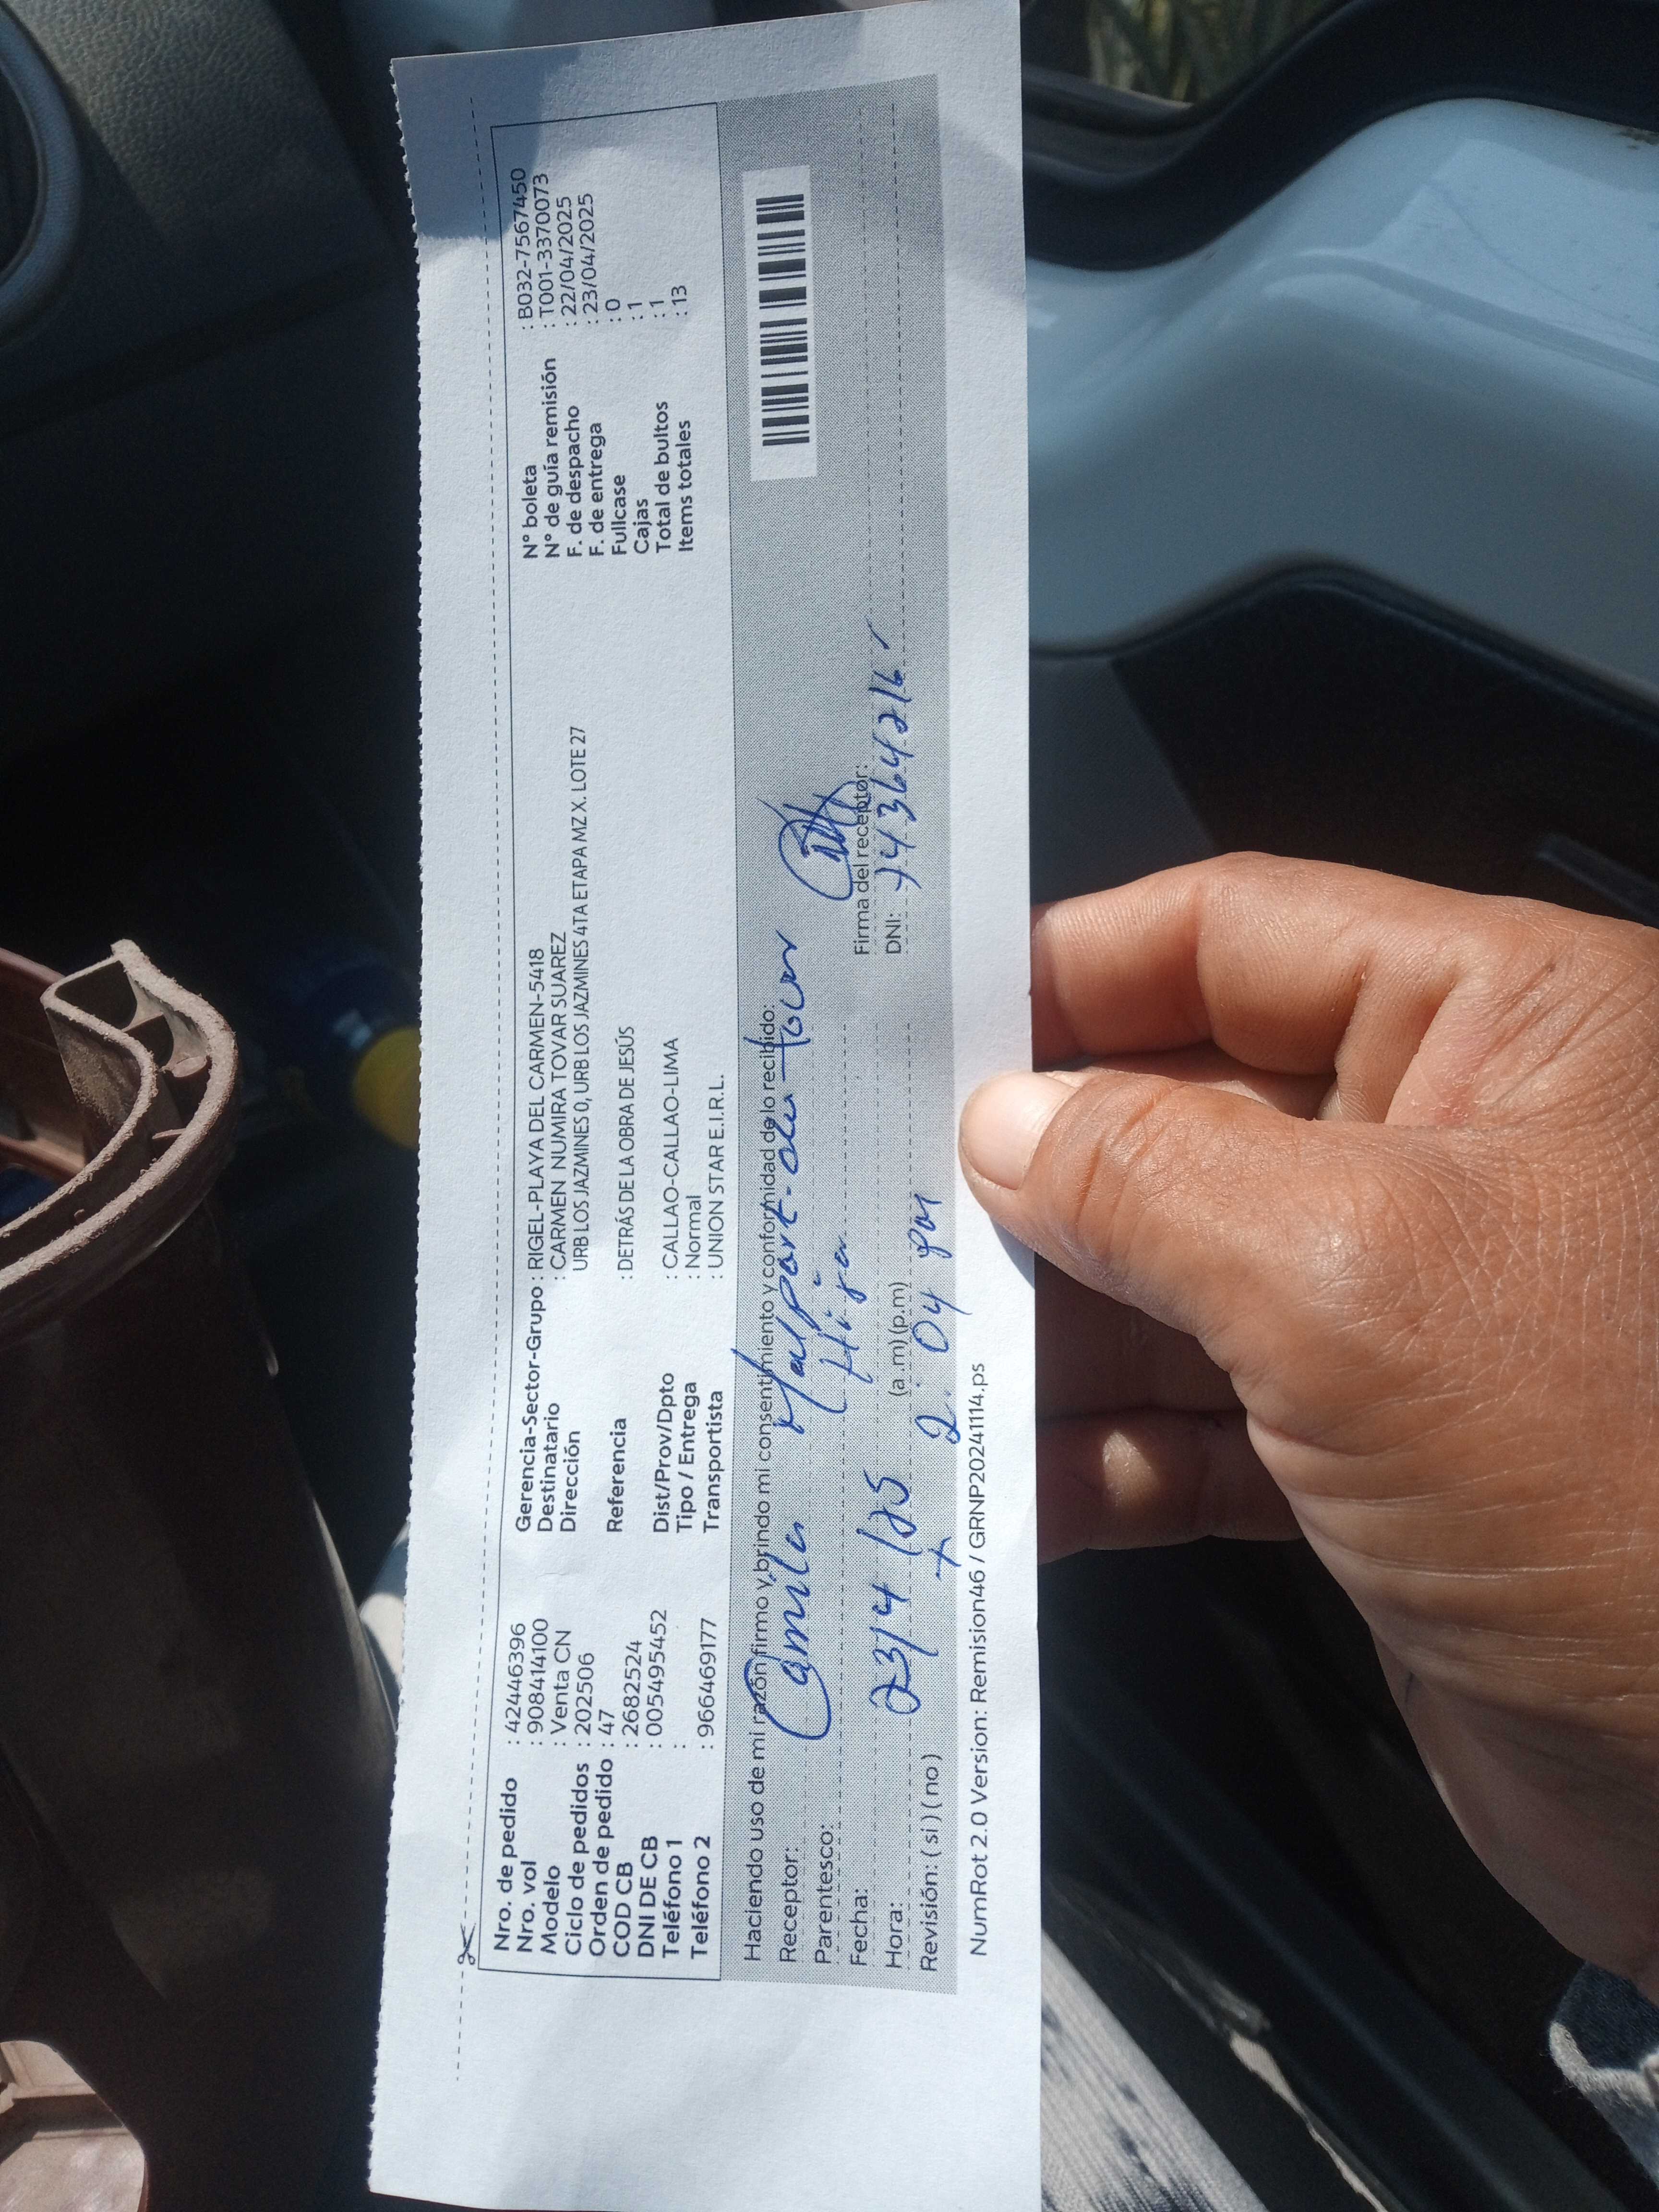 Nro. de pedido : 42446396
Nro. vol : 908414100
Modelo : Venta CN
Ciclo de pedidos : 202506
Orden de pedido : 47
COD CB : 2682524
DNI DE CB : 005495452
Teléfono 1 :
Teléfono 2 : 966469177
Gerencia-Sector-Grupo : RIGEL-PLAYA DEL CARMEN-5418
Destinatario : CARMEN NUMIRA TOVAR SUAREZ
Dirección URB LOS JAZMINES 0, URB LOS JAZMINES 4TA ETAPA MZ X. LOTE 27
Referencia : DETRÁS DE LA OBRA DE JESÚS
Dist/Prov/Dpto : CALLAO-CALLAO-LIMA
Tipo / Entrega : Normal
Transportista : UNION STAR E.I.R.L.
N° boleta : B032-7567450
N° de guía remisión : T001-3370073
F. de despacho : 22/04/2025
F. de entrega : 23/04/2025
Fullcase : 0
Cajas : 1
Total de bultos : 1
Items totales : 13
Haciendo uso de mi razón firmo y brindo mi consentimiento y conformidad de lo recibido:
Receptor: Camila
Parentesco: Hija
Fecha: 23/4/25
Hora: (a .m) (p.m) 2:04 pm
Revisión: ( si ) ( no )
Firma del receptor:
DNI:
NumRot 2.0 Version: Remision46 / GRNP20241114.ps